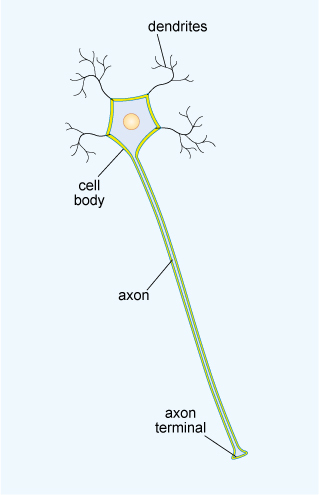 dendrites
cell
body
axon
axon
terminal